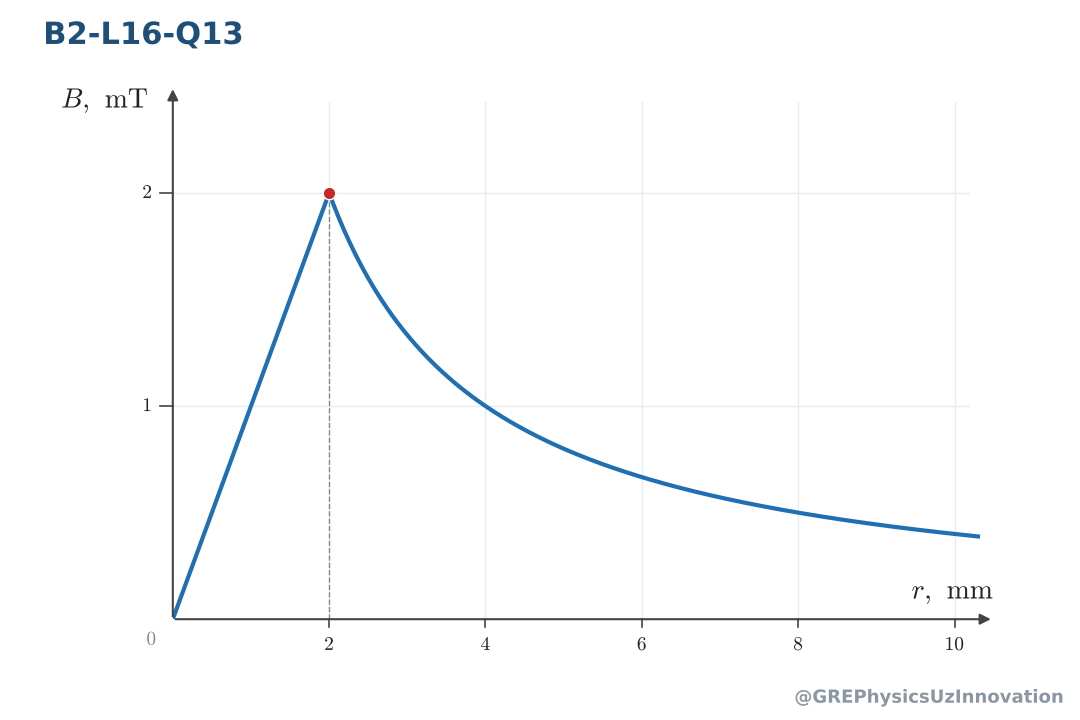 B2-L16-Q13
B, mT
2
1
0
2 4 6 8 10
r, mm
@GREPhysicsUzInnovation